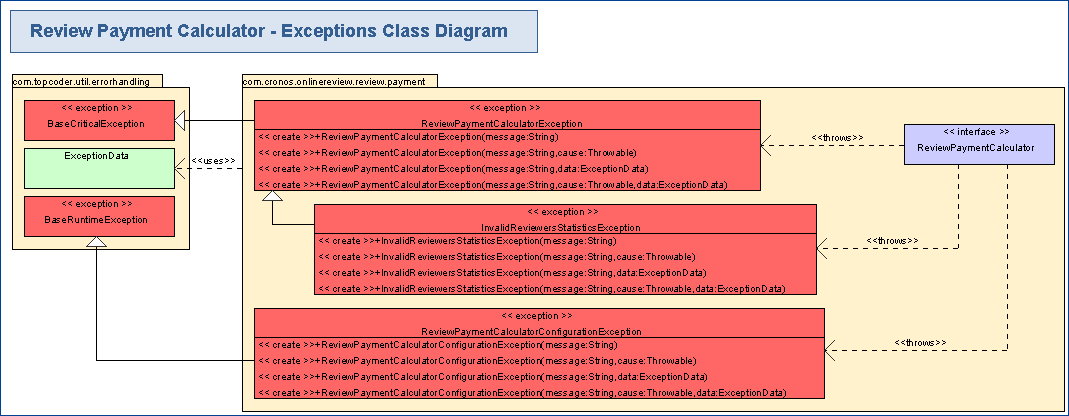 Review Payment Calculator - Exceptions Class Diagram
com.topcoder.util.errorhandling
<< exception >>
BaseCriticalException
ExceptionData
<< exception >>
BaseRuntimeException
<<uses>>
com.cronos.onlinereview.review.payment
<< exception >>
ReviewPaymentCalculatorException
<< create >>+ReviewPaymentCalculatorException(message:String)
<< create >>+ReviewPaymentCalculatorException(message:String,cause:Throwable)
<< create >>+ReviewPaymentCalculatorException(message:String,data:ExceptionData)
<< create >>+ReviewPaymentCalculatorException(message:String,cause:Throwable,data:ExceptionData)
<<throws>>
<< interface >>
ReviewPaymentCalculator
<< exception >>
InvalidReviewersStatisticsException
<< create >>+InvalidReviewersStatisticsException(message:String)
<< create >>+InvalidReviewersStatisticsException(message:String,cause:Throwable)
<< create >>+InvalidReviewersStatisticsException(message:String,data:ExceptionData)
<< create >>+InvalidReviewersStatisticsException(message:String,cause:Throwable,data:ExceptionData)
<<throws>>
<< exception >>
ReviewPaymentCalculatorConfigurationException
<< create >>+ReviewPaymentCalculatorConfigurationException(message:String)
<< create >>+ReviewPaymentCalculatorConfigurationException(message:String,cause:Throwable)
<< create >>+ReviewPaymentCalculatorConfigurationException(message:String,data:ExceptionData)
<< create >>+ReviewPaymentCalculatorConfigurationException(message:String,cause:Throwable,data:ExceptionData)
<<throws>>